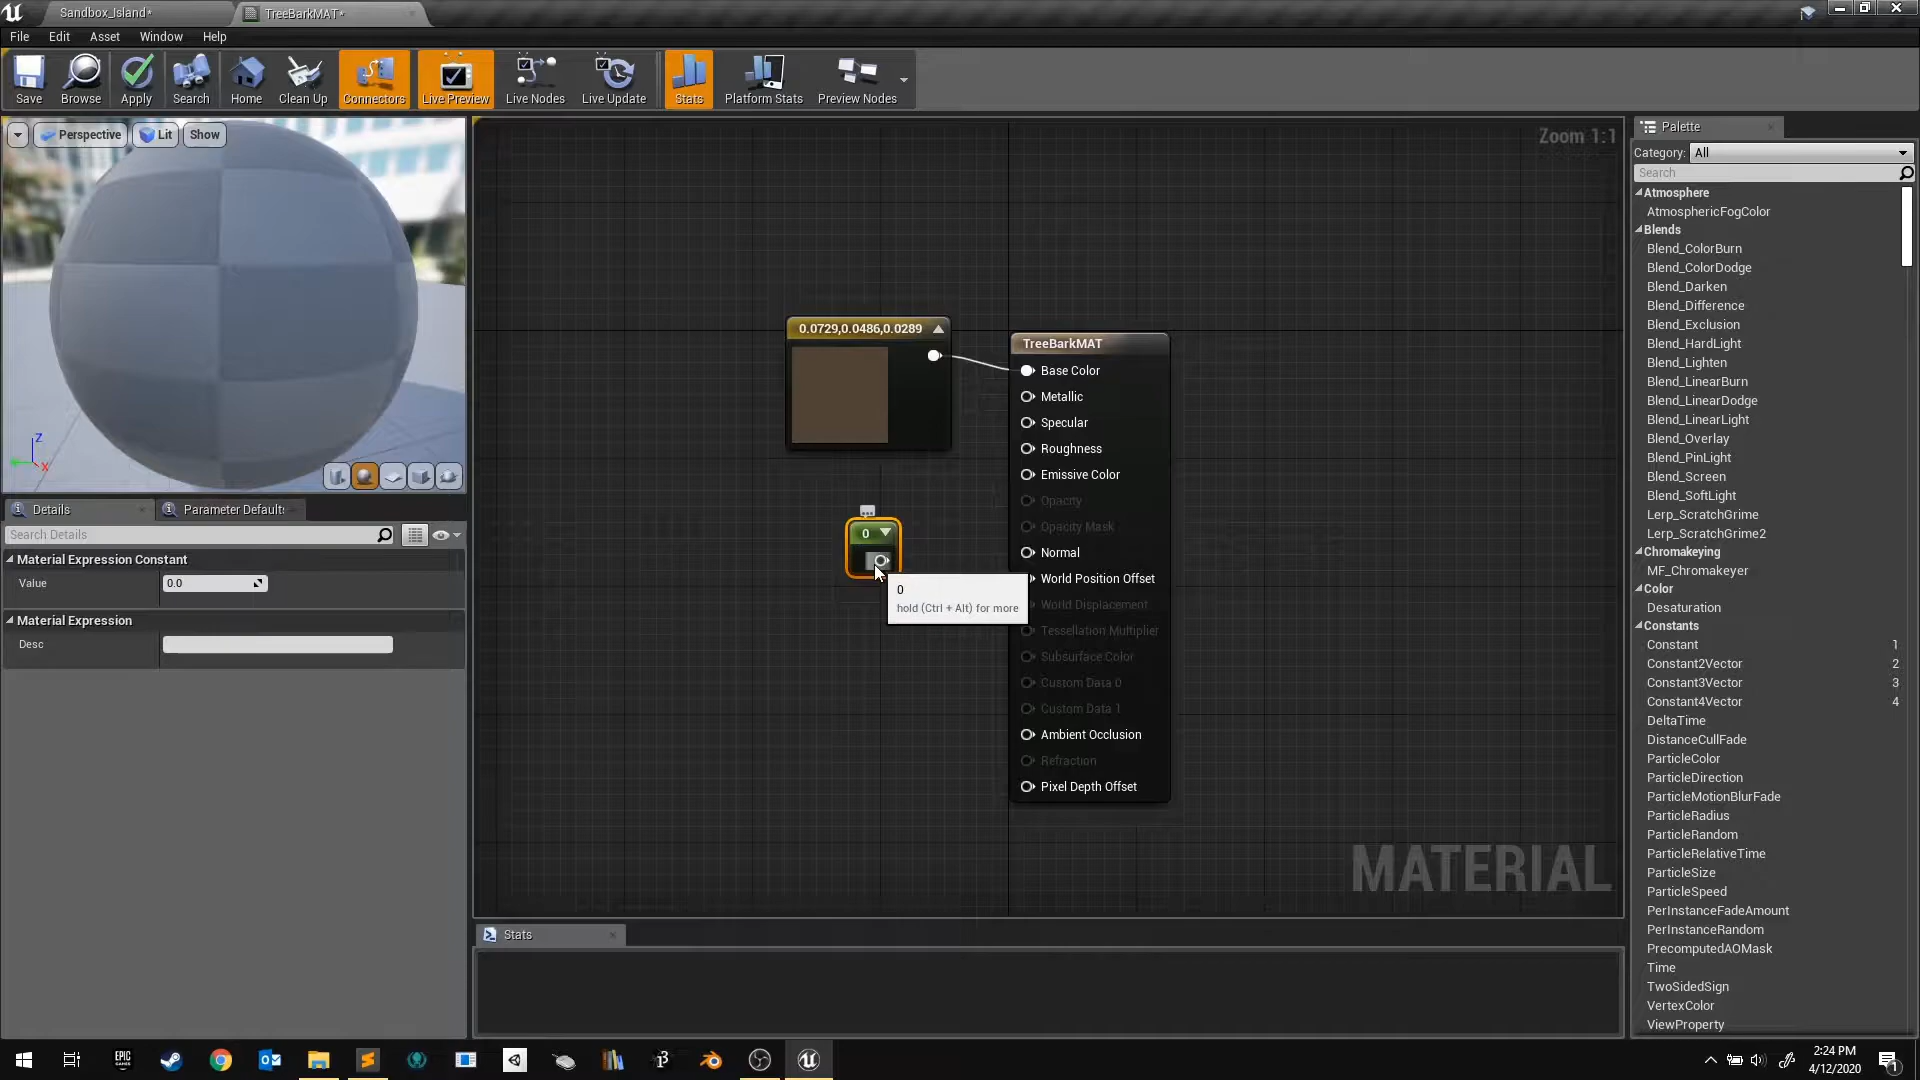 Sandbox_Island*
TreeBarkMAT*
File
Edit
Asset
Window
Help
Save
Browse
Apply
Search
Home
Clean Up
Connectors
Live Preview
Live Nodes
Live Update
Stats
Platform Stats
Preview Nodes
Perspective
Lit
Show
Z
X
Details
Parameter Defaults
Search Details
Material Expression Constant
Value
0.0
Material Expression
Desc
Zoom 1:1
0.0729,0.0486,0.0289
TreeBarkMAT
Base Color
Metallic
Specular
Roughness
Emissive Color
Opacity
Opacity Mask
Normal
World Position Offset
World Displacement
Tessellation Multiplier
Subsurface Color
Custom Data 0
Custom Data 1
Ambient Occlusion
Refraction
Pixel Depth Offset
0
0
hold (Ctrl + Alt) for more
MATERIAL
Stats
Palette
Category: All
Search
Atmosphere
AtmosphericFogColor
Blends
Blend_ColorBurn
Blend_ColorDodge
Blend_Darken
Blend_Difference
Blend_Exclusion
Blend_HardLight
Blend_Lighten
Blend_LinearBurn
Blend_LinearDodge
Blend_LinearLight
Blend_Overlay
Blend_PinLight
Blend_Screen
Blend_SoftLight
Lerp_ScratchGrime
Lerp_ScratchGrime2
Chromakeying
MF_Chromakeyer
Color
Desaturation
Constants
Constant 1
Constant2Vector 2
Constant3Vector 3
Constant4Vector 4
DeltaTime
DistanceCullFade
ParticleColor
ParticleDirection
ParticleMotionBlurFade
ParticleRadius
ParticleRandom
ParticleRelativeTime
ParticleSize
ParticleSpeed
PerInstanceFadeAmount
PerInstanceRandom
PrecomputedAOMask
Time
TwoSidedSign
VertexColor
ViewProperty
EPIC
GAMES
2:24 PM
4/12/2020
1